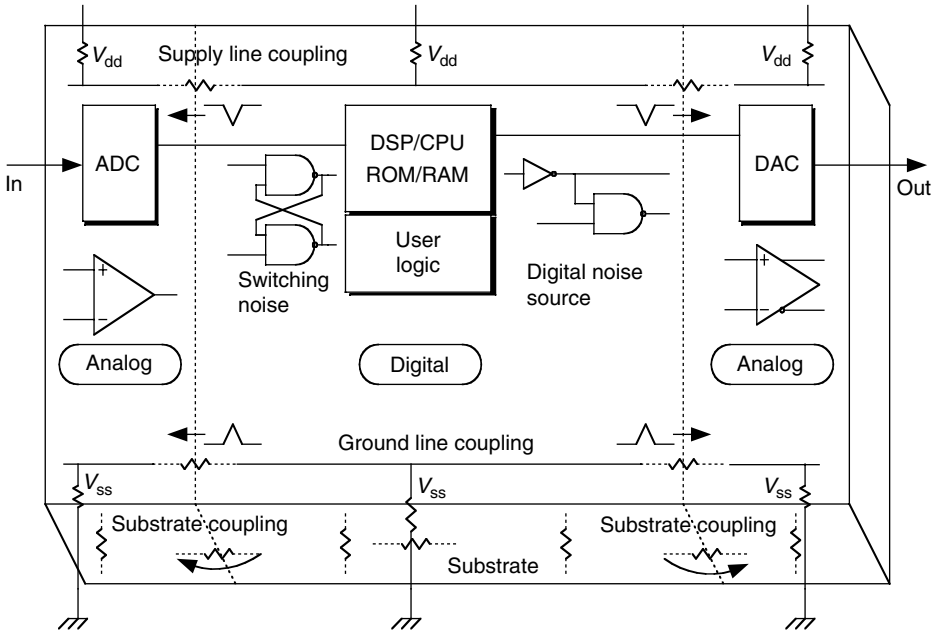 Vdd
Supply line coupling
Vdd
Vdd
ADC
DSP/CPU
ROM/RAM
DAC
In
Out
User
logic
Switching
noise
Digital noise
source
+
−
+
−
Analog
Digital
Analog
Ground line coupling
Vss
Vss
Vss
Substrate coupling
Substrate coupling
Substrate